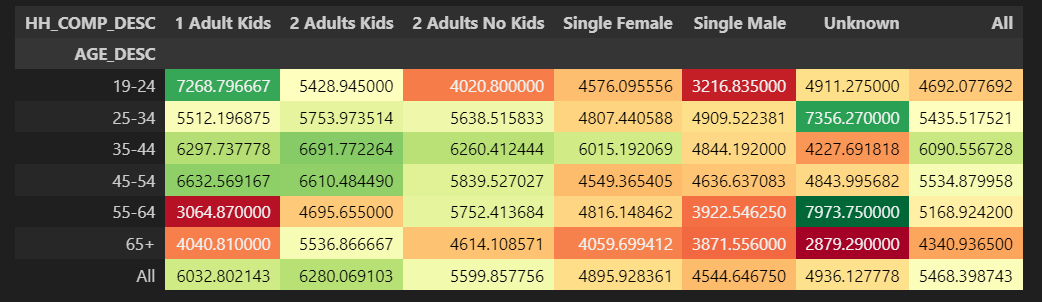 HH_COMP_DESC 1 Adult Kids 2 Adults Kids 2 Adults No Kids Single Female Single Male Unknown All
AGE_DESC
19-24 7268.796667 5428.945000 4020.800000 4576.095556 3216.835000 4911.275000 4692.077692
25-34 5512.196875 5753.973514 5638.515833 4807.440588 4909.522381 7356.270000 5435.517521
35-44 6297.737778 6691.772264 6260.412444 6015.192069 4844.192000 4227.691818 6090.556728
45-54 6632.569167 6610.484490 5839.527027 4549.365405 4636.637083 4843.995682 5534.879958
55-64 3064.870000 4695.655000 5752.413684 4816.148462 3922.546250 7973.750000 5168.924200
65+ 4040.810000 5536.866667 4614.108571 4059.699412 3871.556000 2879.290000 4340.936500
All 6032.802143 6280.069103 5599.857756 4895.928361 4544.646750 4936.127778 5468.398743